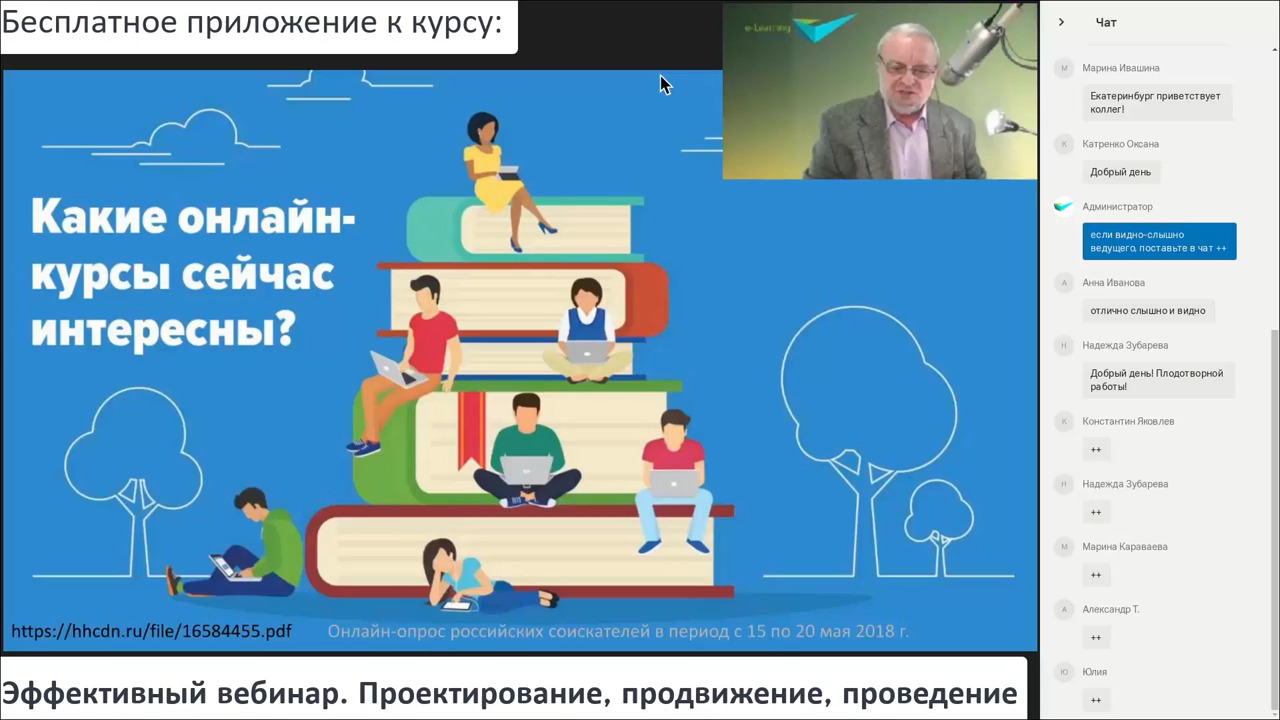 Бесплатное приложение к курсу:
e-Learning
Какие онлайн-
курсы сейчас
интересны?
https://hhcdn.ru/file/16584455.pdf
Онлайн-опрос российских соискателей в период с 15 по 20 мая 2018 г.
Эффективный вебинар. Проектирование, продвижение, проведение
Чат
М
Марина Ивашина
Екатеринбург приветствует
коллег!
К
Катренко Оксана
Добрый день
Администратор
если видно-слышно
ведущего, поставьте в чат ++
А
Анна Иванова
отлично слышно и видно
Н
Надежда Зубарева
Добрый день! Плодотворной
работы!
К
Константин Яковлев
++
Н
Надежда Зубарева
++
М
Марина Караваева
++
А
Александр Т.
++
Ю
Юлия
++